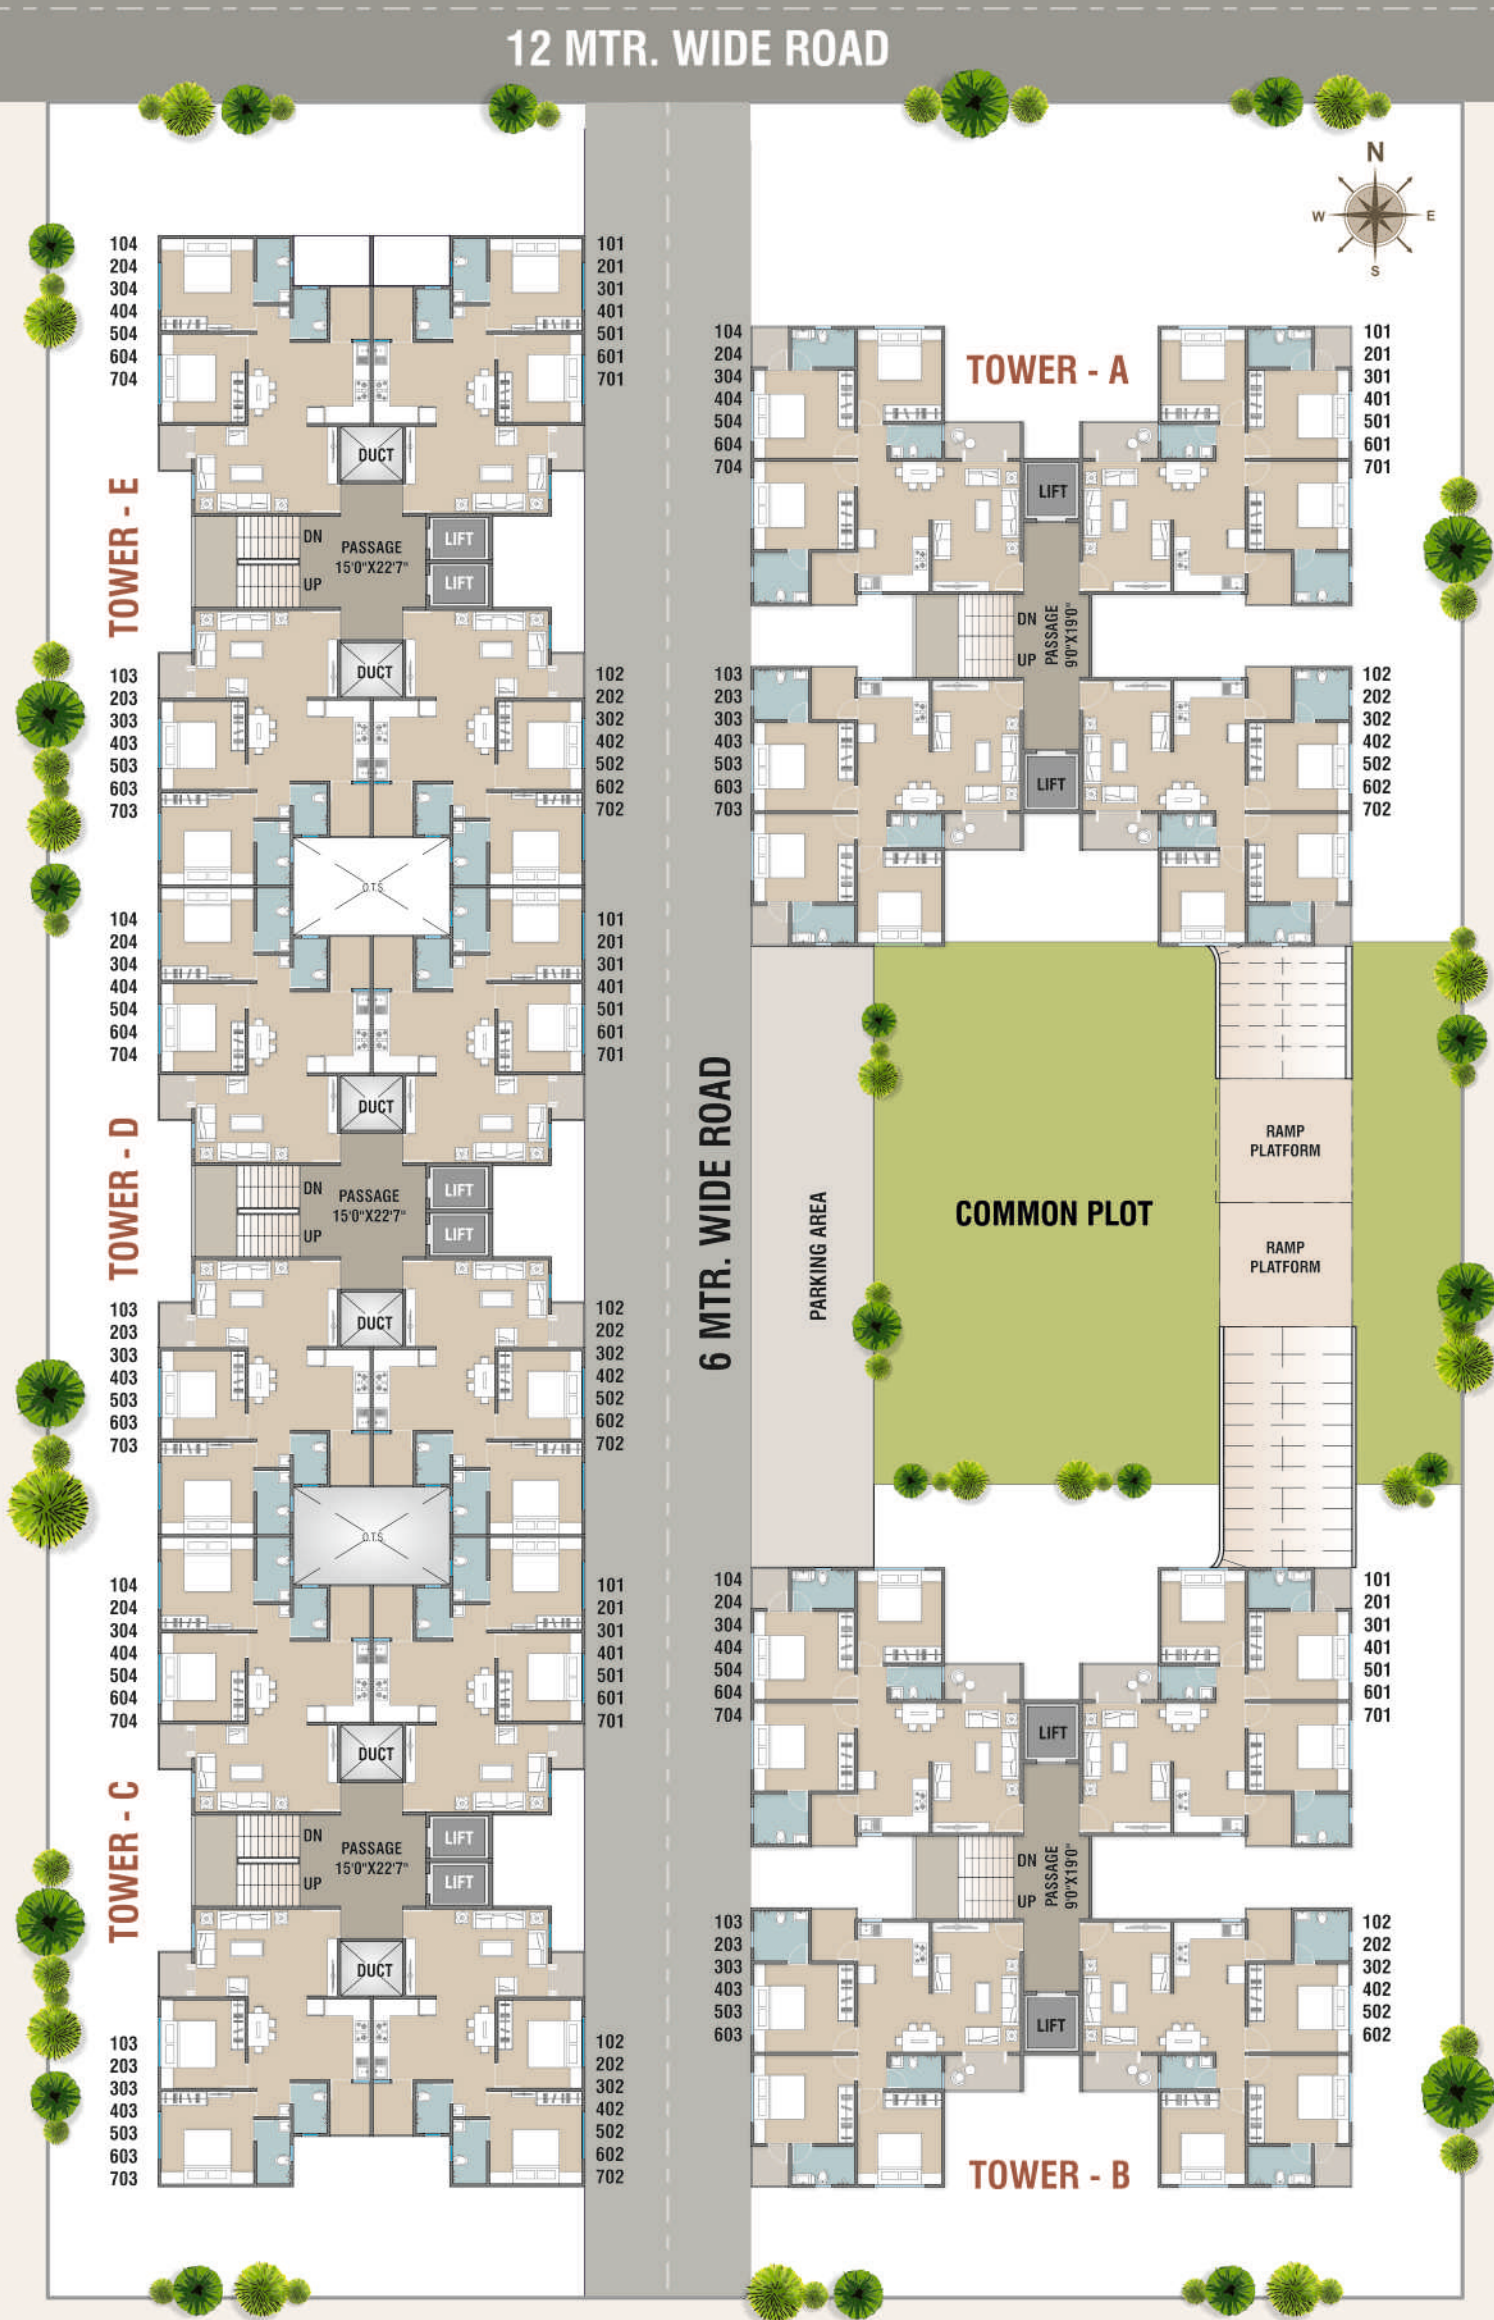 12 MTR. WIDE ROAD
N
W
E
S
104
204
304
404
504
604
704
101
201
301
401
501
601
701
DUCT
TOWER - E
DN
UP
PASSAGE
15'0"X22'7"
LIFT
LIFT
DUCT
103
203
303
403
503
603
703
102
202
302
402
502
602
702
O.T.S.
104
204
304
404
504
604
704
101
201
301
401
501
601
701
DUCT
TOWER - D
DN
UP
PASSAGE
15'0"X22'7"
LIFT
LIFT
DUCT
103
203
303
403
503
603
703
102
202
302
402
502
602
702
O.T.S.
104
204
304
404
504
604
704
101
201
301
401
501
601
701
DUCT
TOWER - C
DN
UP
PASSAGE
15'0"X22'7"
LIFT
LIFT
DUCT
103
203
303
403
503
603
703
102
202
302
402
502
602
702
6 MTR. WIDE ROAD
TOWER - A
104
204
304
404
504
604
704
101
201
301
401
501
601
701
LIFT
DN
UP
PASSAGE
9'0"X19'0"
LIFT
103
203
303
403
503
603
703
102
202
302
402
502
602
702
PARKING AREA
COMMON PLOT
RAMP
PLATFORM
RAMP
PLATFORM
104
204
304
404
504
604
704
101
201
301
401
501
601
701
LIFT
DN
UP
PASSAGE
9'0"X19'0"
LIFT
103
203
303
403
503
603
102
202
302
402
502
602
TOWER - B